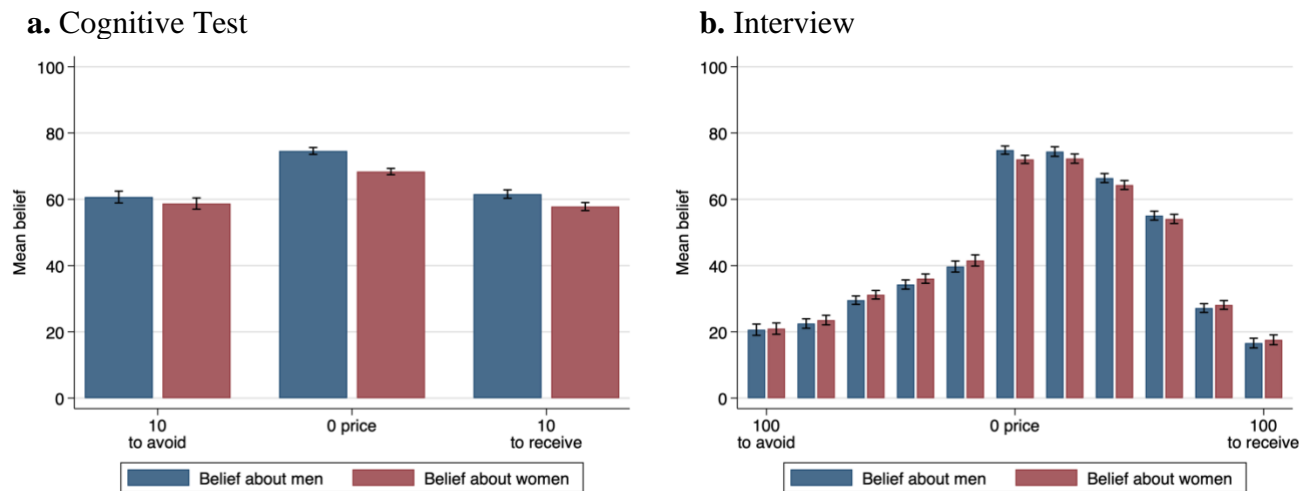 a. Cognitive Test
100
80
60
40
20
0
Mean belief
10
to avoid
0 price
10
to receive
Belief about men
Belief about women
b. Interview
100
80
60
40
20
0
Mean belief
100
to avoid
0 price
100
to receive
Belief about men
Belief about women